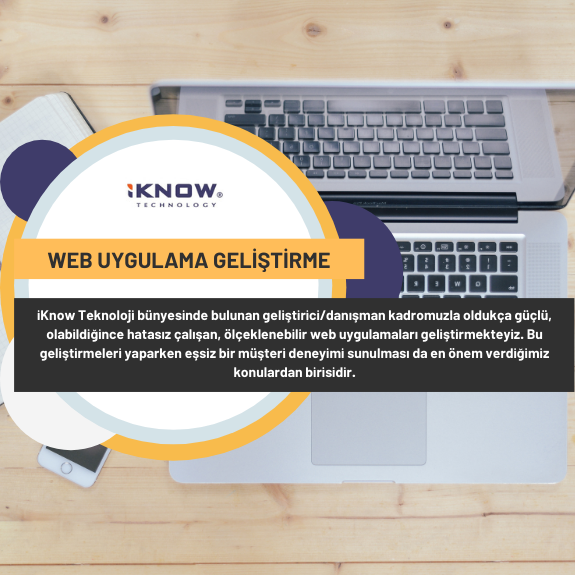 iKNOW®
TECHNOLOGY
WEB UYGULAMA GELİŞTİRME
iKnow Teknoloji bünyesinde bulunan geliştirici/danışman kadromuzla oldukça güçlü,
olabildiğince hatasız çalışan, ölçeklenebilir web uygulamaları geliştirmekteyiz. Bu
geliştirmeleri yaparken eşsiz bir müşteri deneyimi sunulması da en önem verdiğimiz
konulardan birisidir.